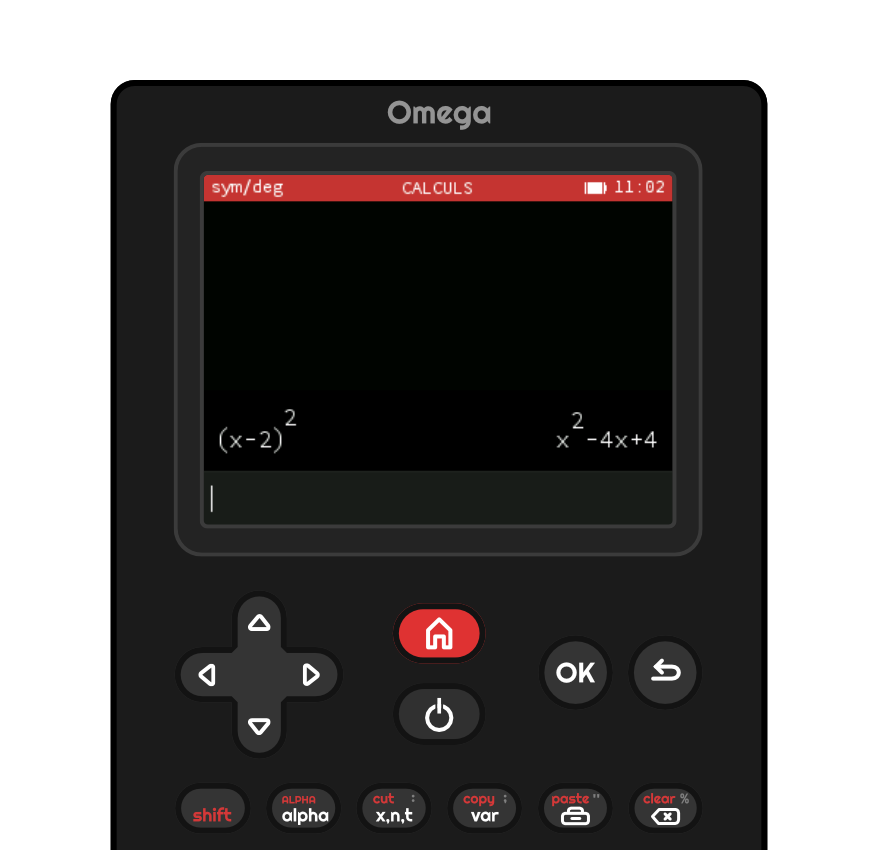 Omega
sym/deg CALCULS 11:02
(x-2)² x²-4x+4
ALPHA cut : copy ; paste " clear %
shift alpha x,n,t var
OK